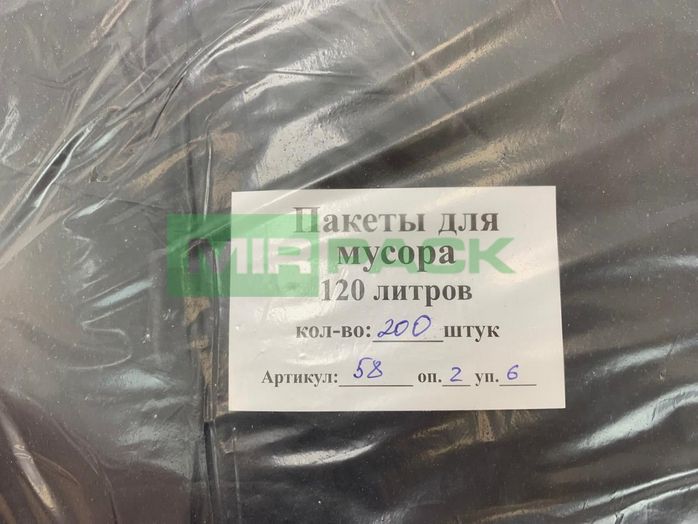 Пакеты для
мусора
MIRPACK
120 литров
кол-во: 200 штук
Артикул: 58 оп. 2 уп. 6